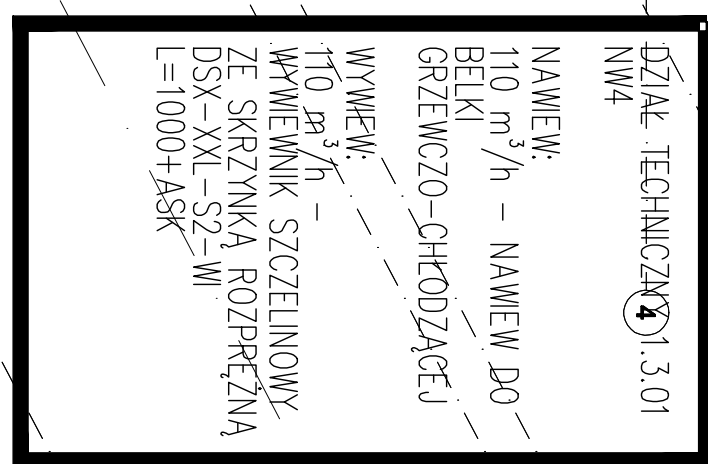 DZIAŁ TECHNICZNY 1.3.01
4
NW4
NAWIEW:
110 m³/h - NAWIEW DO
BELKI
GRZEWCZO-CHŁODZĄCEJ
WYWIEW:
110 m³/h -
WYWIEWNIK SZCZELINOWY
ZE SKRZYNKĄ ROZPRĘŻNĄ
DSX-XXL-S2-WI
L=1000+ASK